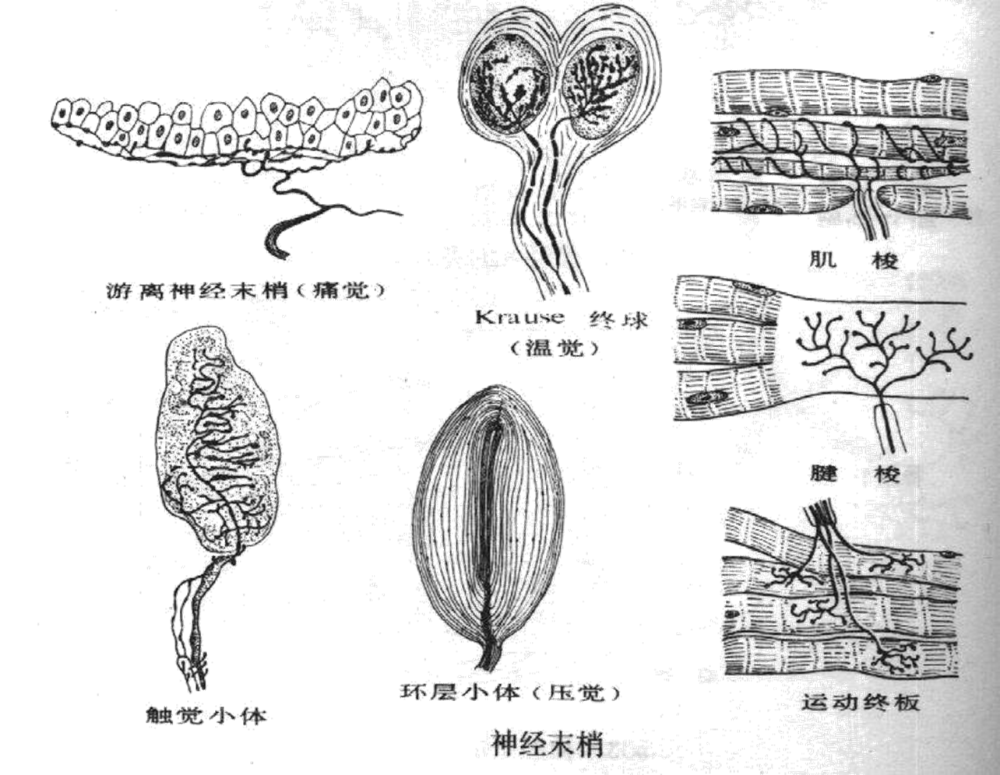 游离神经末梢（痛觉）
Krause 终球
（温觉）
肌 梭
腱 梭
触觉小体
环层小体（压觉）
运动终板
神经末梢